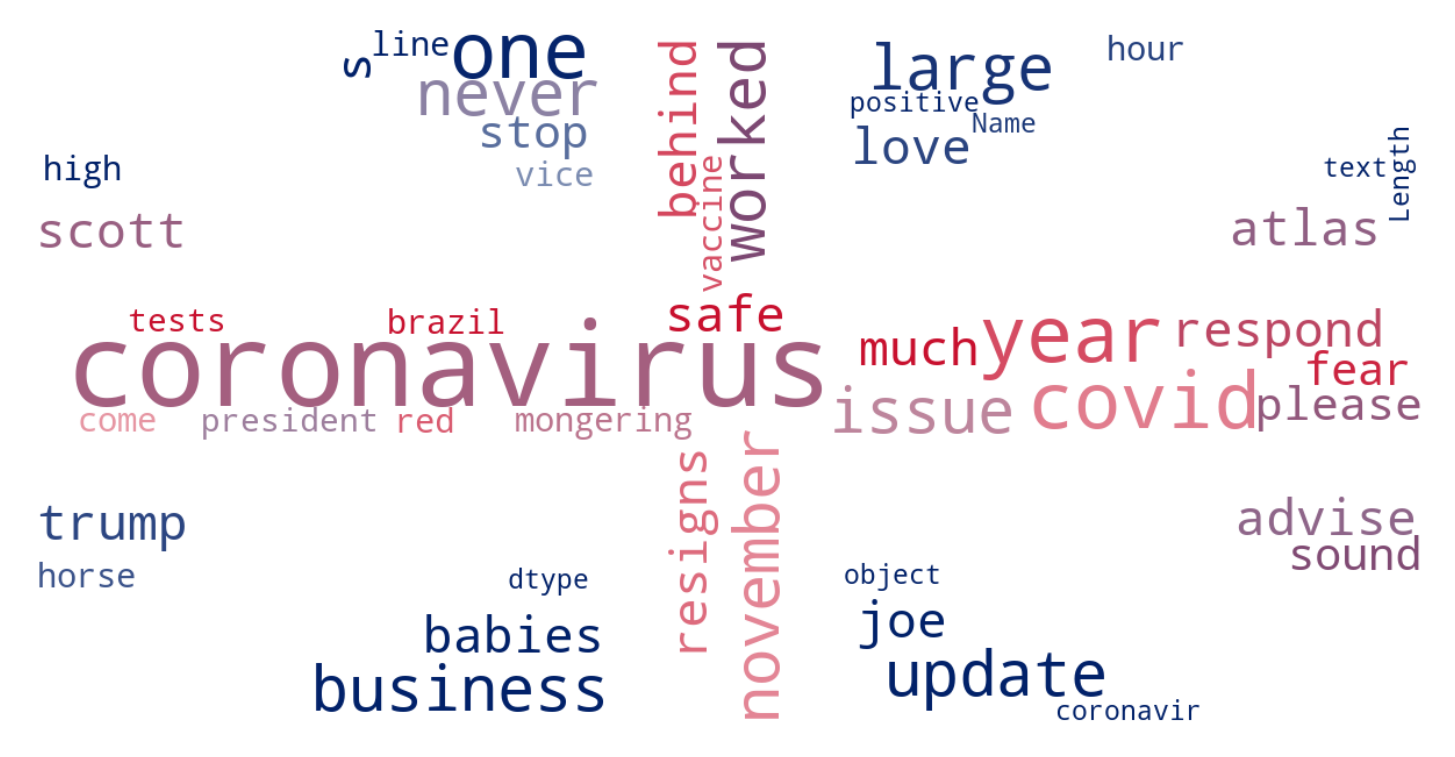 s line one
never
stop
vice
high
scott
behind
worked
vaccine
large
hour
positive
Name
love
text
Length
atlas
tests
brazil
safe
coronavirus
much
year
respond
fear
issue
covid
please
come
president
red
mongering
trump
horse
resigns
november
advise
sound
dtype
babies
business
object
joe
update
coronavir